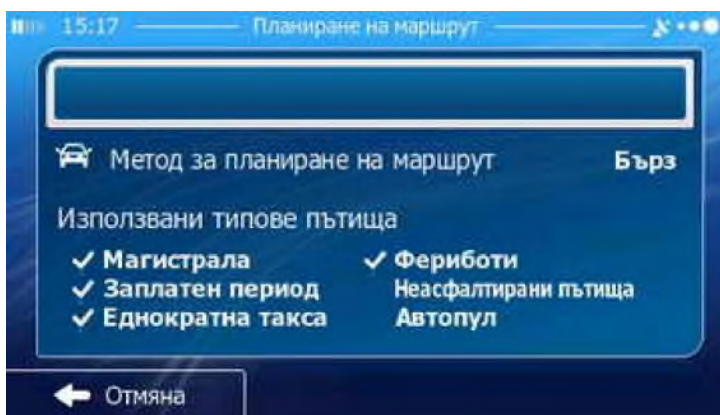 15:17 Планиране на маршрут
Метод за планиране на маршрут Бърз
Използвани типове пътища
Магистрала Фериботи
Заплатен период Неасфалтирани пътища
Еднократна такса Автопул
Отмяна